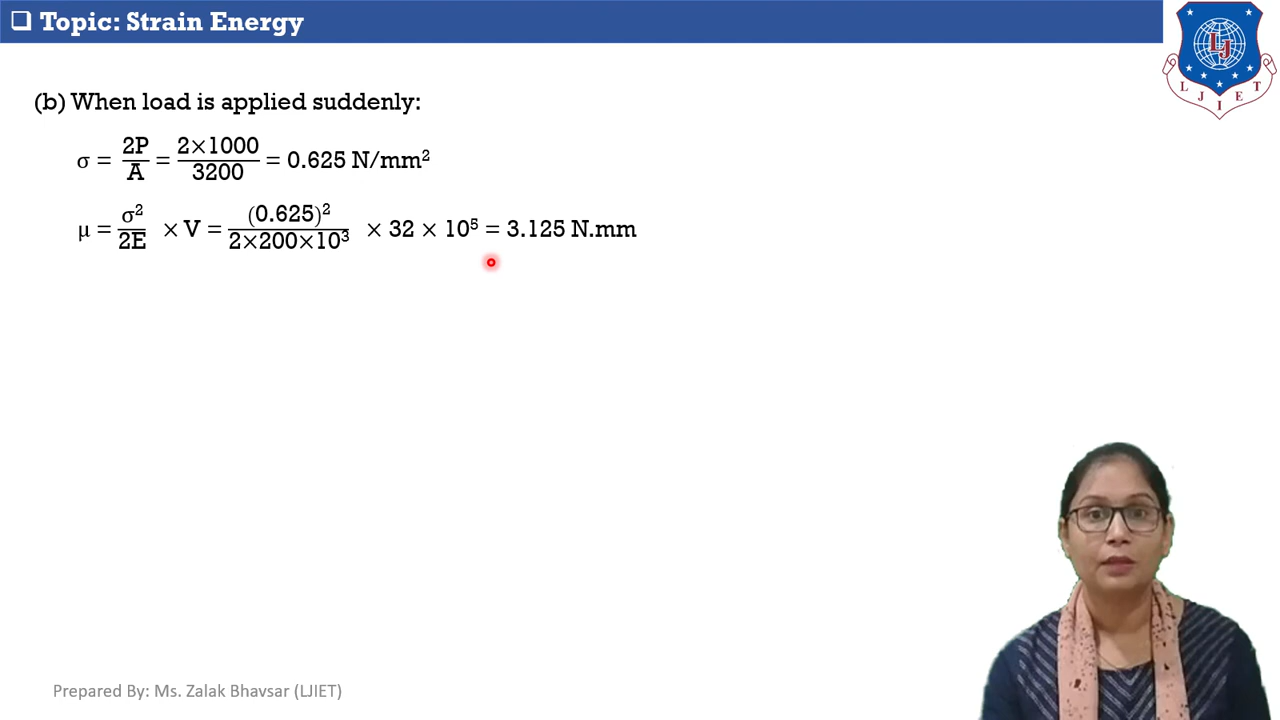 ❑ Topic: Strain Energy
LJ
L J I E T
(b) When load is applied suddenly:
σ = 2P/A = 2×1000/3200 = 0.625 N/mm²
μ = σ²/2E × V = (0.625)²/2×200×10³ × 32 × 10⁵ = 3.125 N.mm
Prepared By: Ms. Zalak Bhavsar (LJIET)